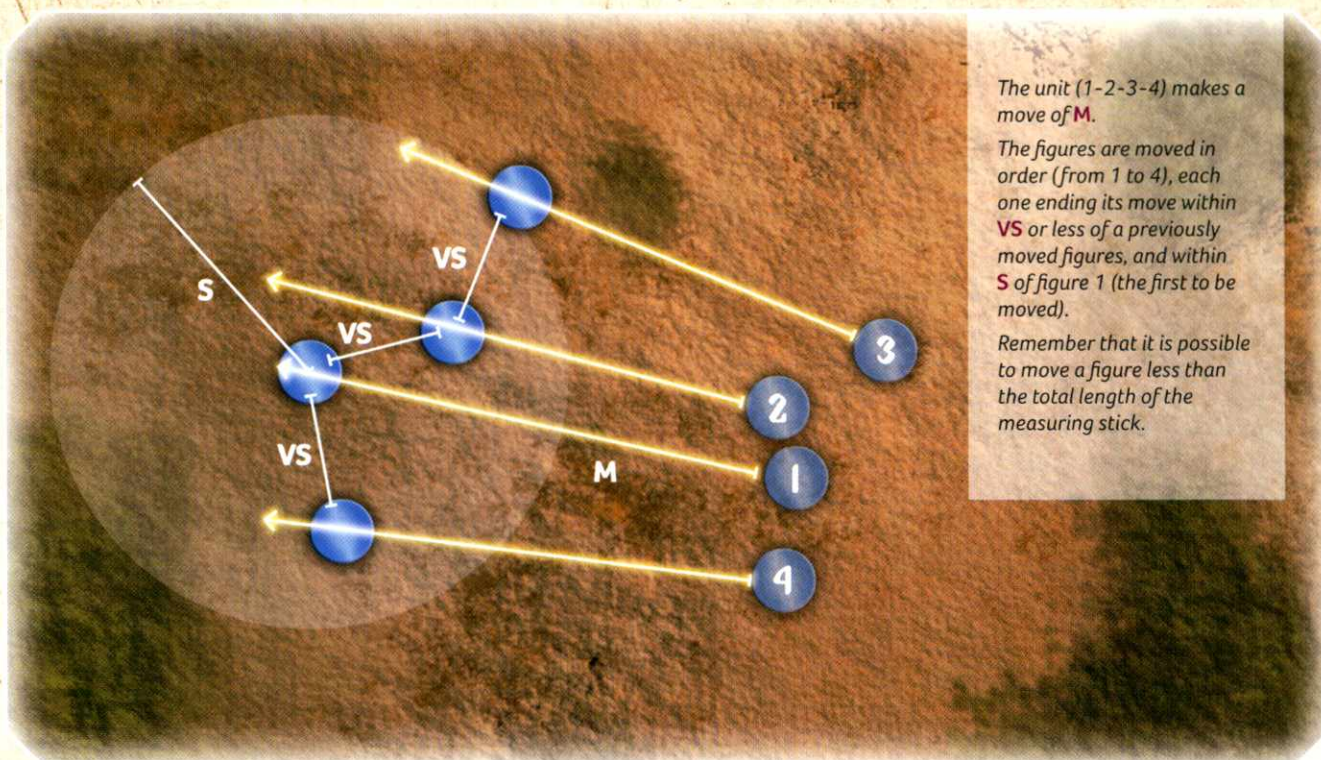 The unit (1-2-3-4) makes a
move of M.
The figures are moved in
order (from 1 to 4), each
one ending its move within
VS or less of a previously
moved figures, and within
S of figure 1 (the first to be
moved).
Remember that it is possible
to move a figure less than
the total length of the
measuring stick.
VS
S
VS
3
2
VS
M
1
4